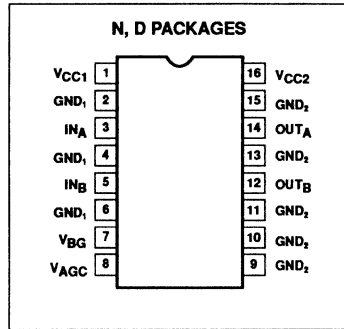 N, D PACKAGES
VCC1 1 16 VCC2
GND1 2 15 GND2
INA 3 14 OUTA
GND1 4 13 GND2
INB 5 12 OUTB
GND1 6 11 GND2
VBG 7 10 GND2
VAGC 8 9 GND2